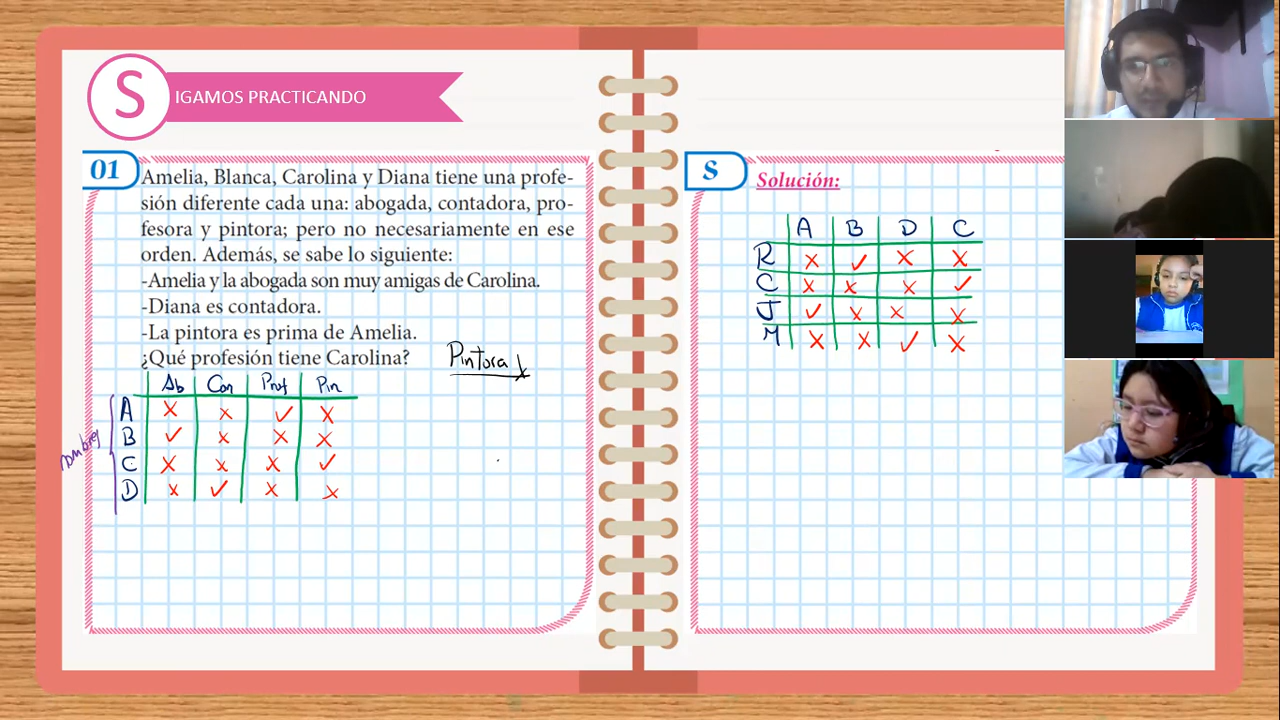 S
IGAMOS PRACTICANDO
01
Amelia, Blanca, Carolina y Diana tiene una profe-
sión diferente cada una: abogada, contadora, pro-
fesora y pintora; pero no necesariamente en ese
orden. Además, se sabe lo siguiente:
-Amelia y la abogada son muy amigas de Carolina.
-Diana es contadora.
-La pintora es prima de Amelia.
¿Qué profesión tiene Carolina?
Pintora
Ab Con Prof Pin
A x x ✓ x
B ✓ x x x
C x x x ✓
D x ✓ x x
nombres
S
Solución:
A B D C
R x ✓ x x
C x x x ✓
J ✓ x x x
M x x ✓ x